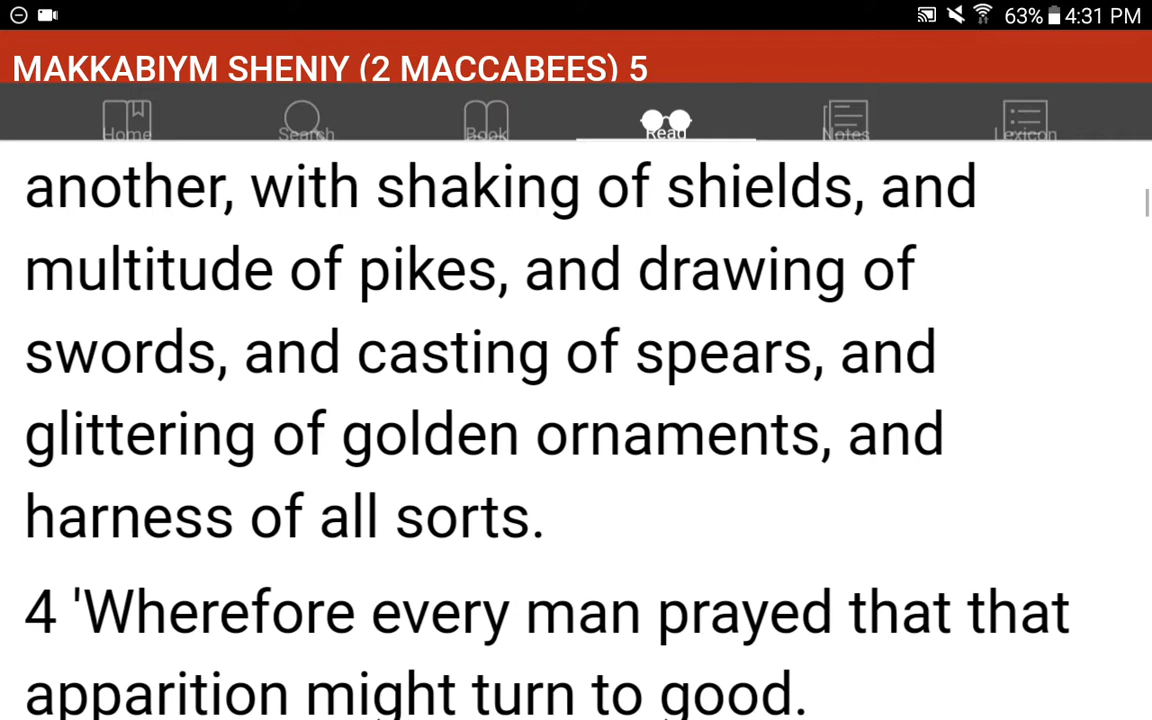 63% 4:31 PM
MAKKABIYM SHENIY (2 MACCABEES) 5
Home Search Book Read Notes Lexicon
another, with shaking of shields, and
multitude of pikes, and drawing of
swords, and casting of spears, and
glittering of golden ornaments, and
harness of all sorts.
4 'Wherefore every man prayed that that
apparition might turn to good.